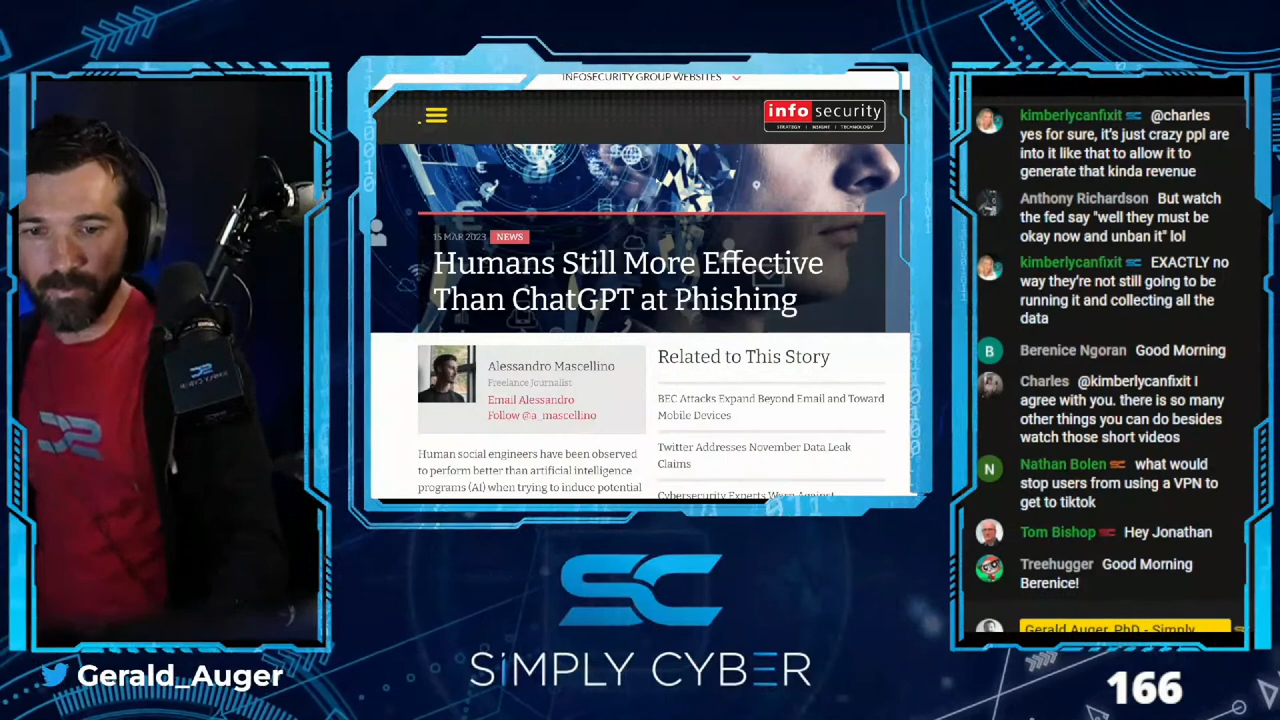 INFOSECURITY GROUP WEBSITES
info security
STRATEGY | INSIGHT | TECHNOLOGY
15 MAR 2023 NEWS
Humans Still More Effective
Than ChatGPT at Phishing
Alessandro Mascellino
Freelance Journalist
Email Alessandro
Follow @a_mascellino
Human social engineers have been observed
to perform better than artificial intelligence
programs (AI) when trying to induce potential
Related to This Story
BEC Attacks Expand Beyond Email and Toward
Mobile Devices
Twitter Addresses November Data Leak
Claims
Cybersecurity Experts Warn Against
kimberlycanfixit @charles
yes for sure, it's just crazy ppl are
into it like that to allow it to
generate that kinda revenue
Anthony Richardson But watch
the fed say "well they must be
okay now and unban it" lol
kimberlycanfixit EXACTLY no
way they're not still going to be
running it and collecting all the
data
B Berenice Ngoran Good Morning
Charles @kimberlycanfixit I
agree with you. there is so many
other things you can do besides
watch those short videos
N Nathan Bolen what would
stop users from using a VPN to
get to tiktok
Tom Bishop Hey Jonathan
Treehugger Good Morning
Berenice!
Gerald Auger, PhD - Simply
Gerald_Auger
SC
SiMPLY CYBER
166